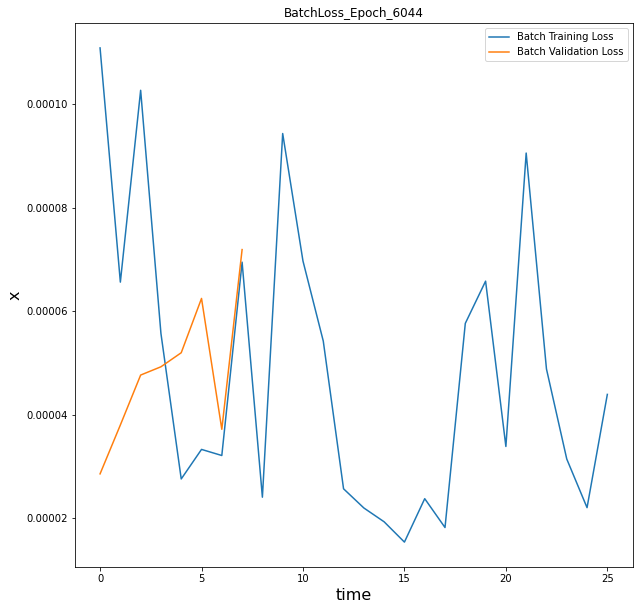 BatchLoss_Epoch_6044
Batch Training Loss
Batch Validation Loss
0.00010
0.00008
0.00006
0.00004
0.00002
x
0 5 10 15 20 25
time